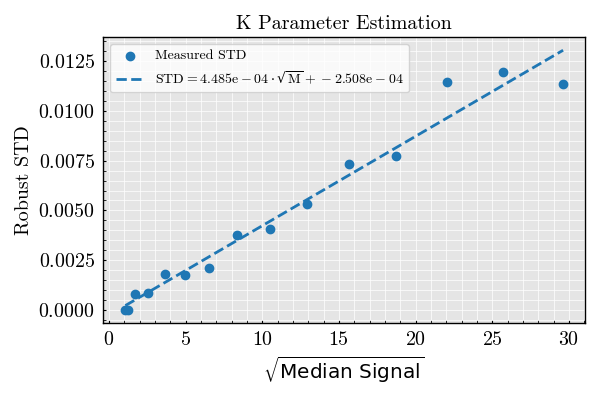 K Parameter Estimation
Measured STD
STD = 4.485e − 04 · √M + −2.508e − 04
Robust STD
0.0125
0.0100
0.0075
0.0050
0.0025
0.0000
0 5 10 15 20 25 30
√Median Signal